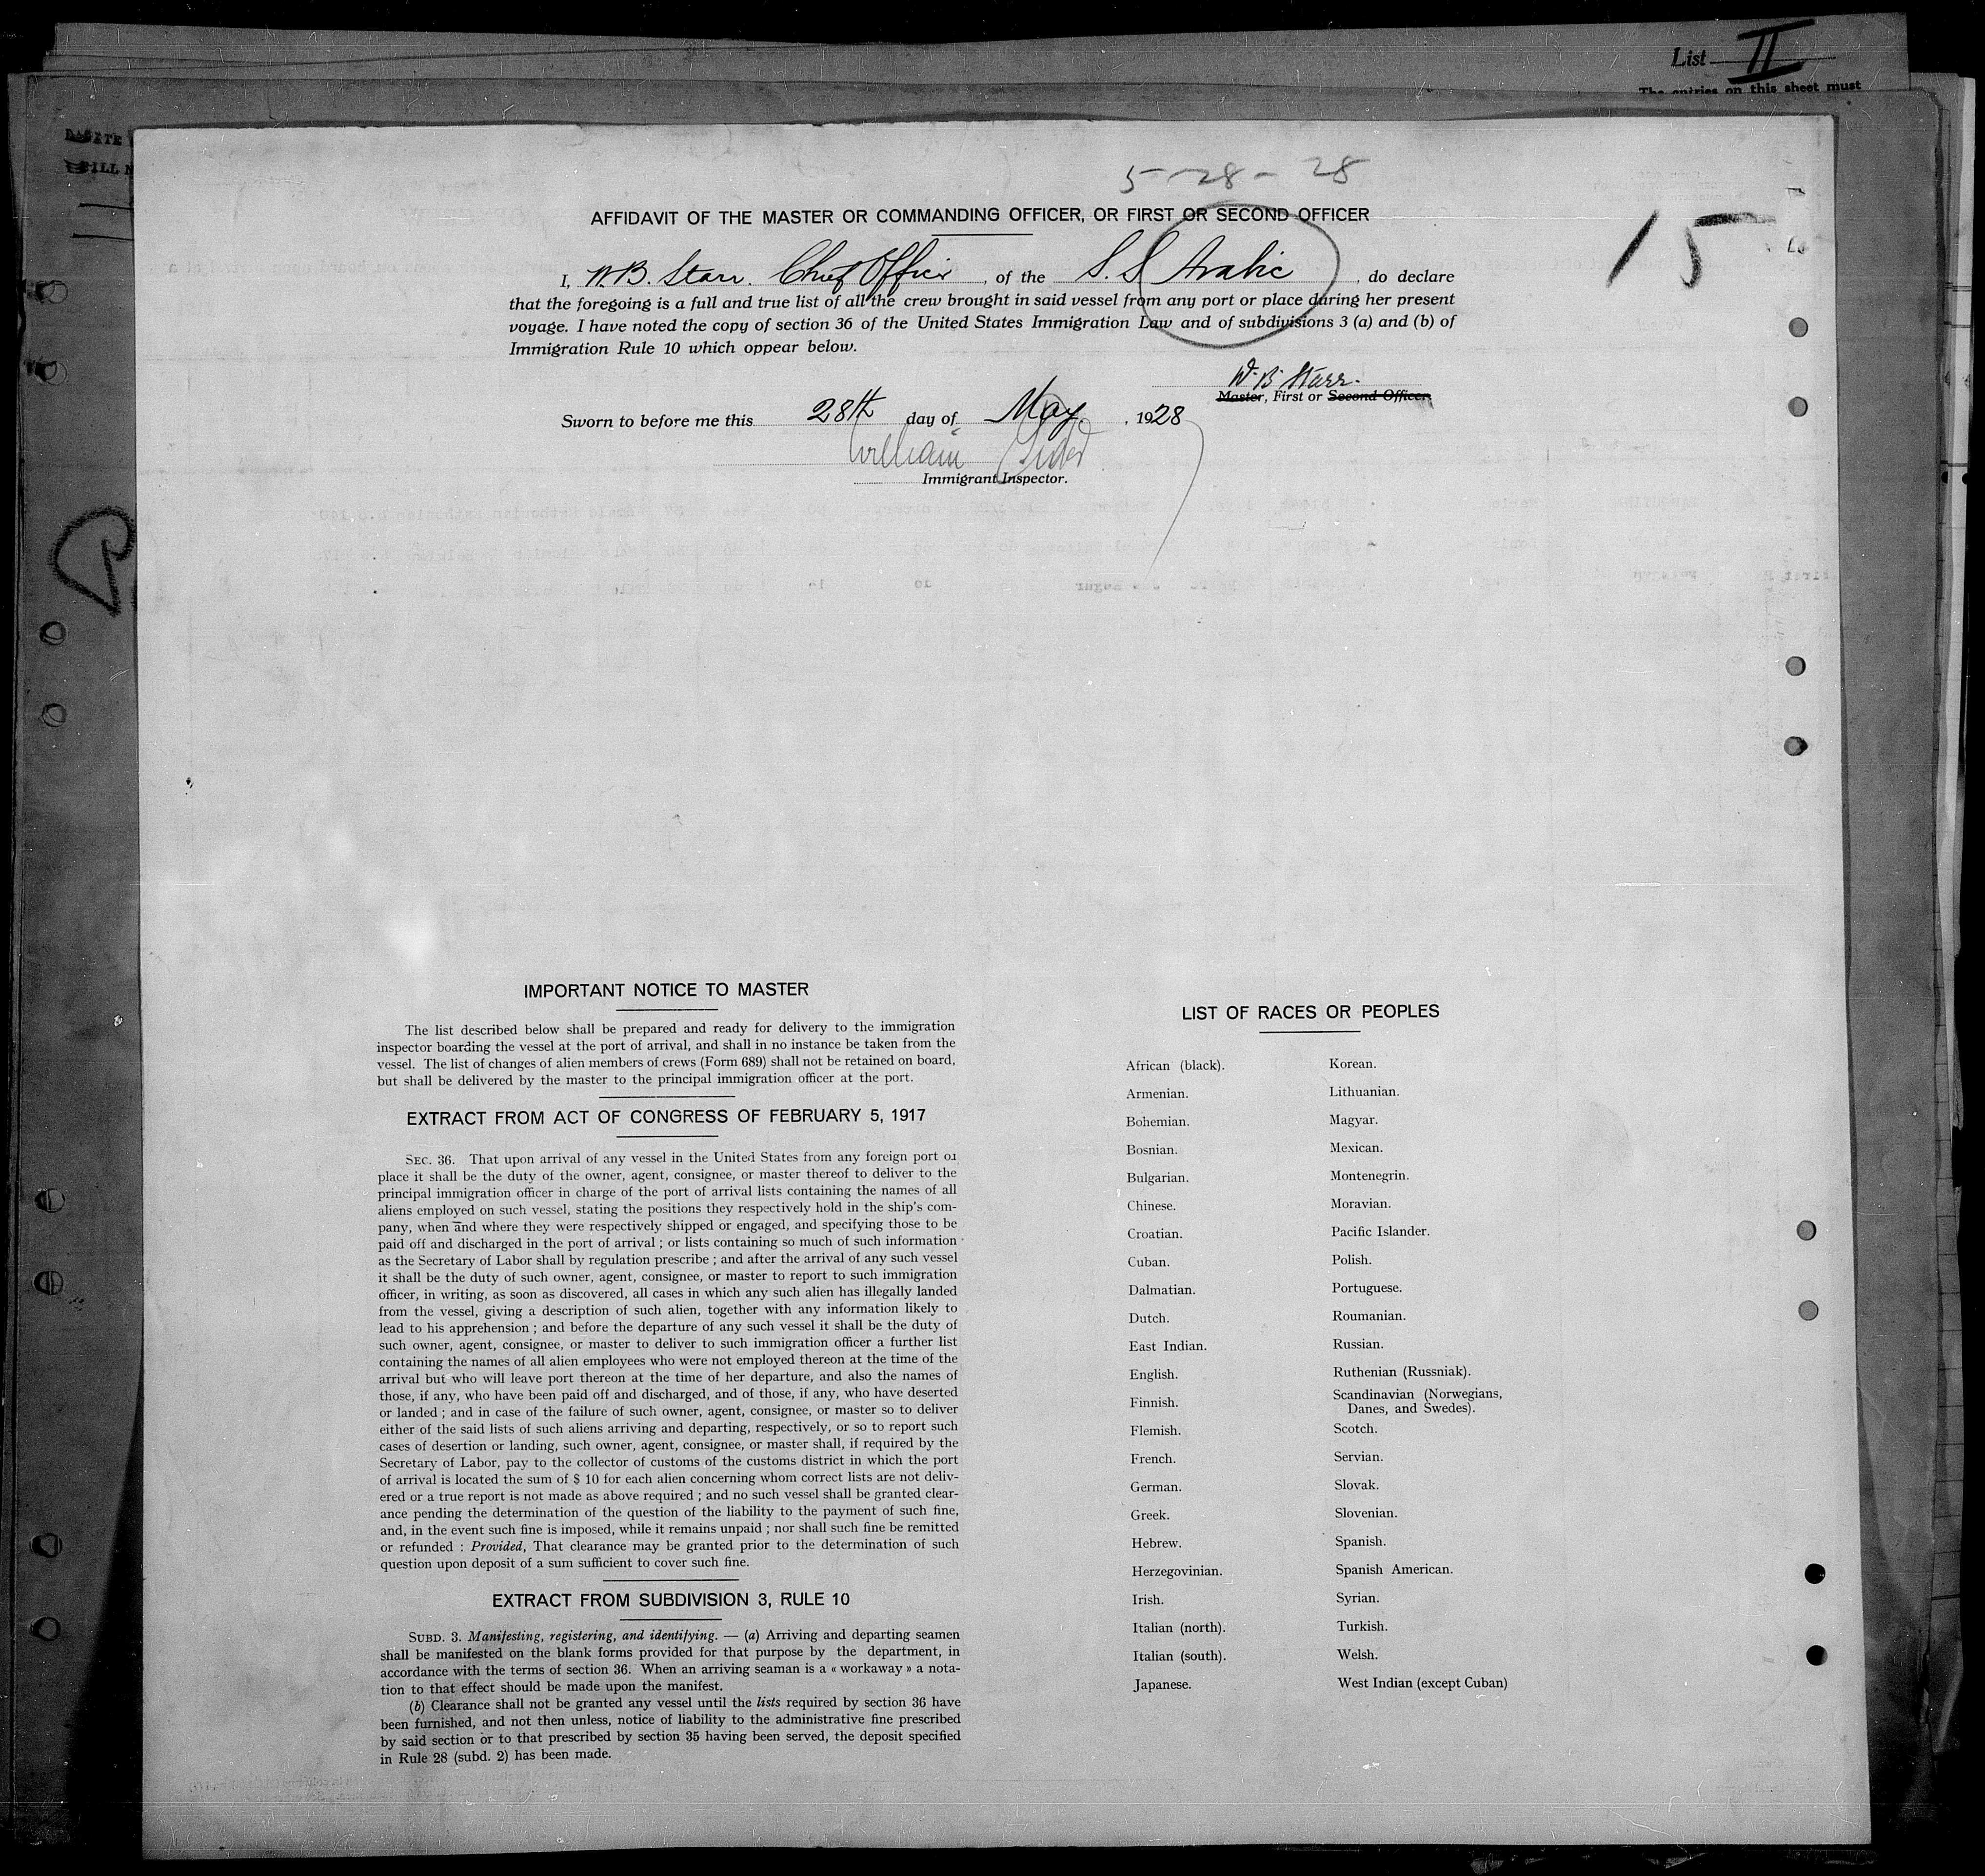 List II
The entries on this sheet must
5-28-28
15
AFFIDAVIT OF THE MASTER OR COMMANDING OFFICER, OR FIRST OR SECOND OFFICER
I, W.B. Starr. Chief Officer, of the S.S Arabic, do declare
that the foregoing is a full and true list of all the crew brought in said vessel from any port or place during her present
voyage. I have noted the copy of section 36 of the United States Immigration Law and of subdivisions 3 (a) and (b) of
Immigration Rule 10 which oppear below.
W.B. Starr.
Master, First or Second Officer.
Sworn to before me this 28th day of May, 1928
William
Immigrant Inspector.
IMPORTANT NOTICE TO MASTER
The list described below shall be prepared and ready for delivery to the immigration
inspector boarding the vessel at the port of arrival, and shall in no instance be taken from the
vessel. The list of changes of alien members of crews (Form 689) shall not be retained on board,
but shall be delivered by the master to the principal immigration officer at the port.
EXTRACT FROM ACT OF CONGRESS OF FEBRUARY 5, 1917
SEC. 36. That upon arrival of any vessel in the United States from any foreign port or
place it shall be the duty of the owner, agent, consignee, or master thereof to deliver to the
principal immigration officer in charge of the port of arrival lists containing the names of all
aliens employed on such vessel, stating the positions they respectively hold in the ship's com-
pany, when and where they were respectively shipped or engaged, and specifying those to be
paid off and discharged in the port of arrival ; or lists containing so much of such information
as the Secretary of Labor shall by regulation prescribe ; and after the arrival of any such vessel
it shall be the duty of such owner, agent, consignee, or master to report to such immigration
officer, in writing, as soon as discovered, all cases in which any such alien has illegally landed
from the vessel, giving a description of such alien, together with any information likely to
lead to his apprehension ; and before the departure of any such vessel it shall be the duty of
such owner, agent, consignee, or master to deliver to such immigration officer a further list
containing the names of all alien employees who were not employed thereon at the time of the
arrival but who will leave port thereon at the time of her departure, and also the names of
those, if any, who have been paid off and discharged, and of those, if any, who have deserted
or landed ; and in case of the failure of such owner, agent, consignee, or master so to deliver
either of the said lists of such aliens arriving and departing, respectively, or so to report such
cases of desertion or landing, such owner, agent, consignee, or master shall, if required by the
Secretary of Labor, pay to the collector of customs of the customs district in which the port
of arrival is located the sum of $ 10 for each alien concerning whom correct lists are not deliv-
ered or a true report is not made as above required ; and no such vessel shall be granted clear-
ance pending the determination of the question of the liability to the payment of such fine,
and, in the event such fine is imposed, while it remains unpaid ; nor shall such fine be remitted
or refunded : Provided, That clearance may be granted prior to the determination of such
question upon deposit of a sum sufficient to cover such fine.
EXTRACT FROM SUBDIVISION 3, RULE 10
SUBD. 3. Manifesting, registering, and identifying. — (a) Arriving and departing seamen
shall be manifested on the blank forms provided for that purpose by the department, in
accordance with the terms of section 36. When an arriving seaman is a « workaway » a nota-
tion to that effect should be made upon the manifest.
(b) Clearance shall not be granted any vessel until the lists required by section 36 have
been furnished, and not then unless, notice of liability to the administrative fine prescribed
by said section or to that prescribed by section 35 having been served, the deposit specified
in Rule 28 (subd. 2) has been made.
LIST OF RACES OR PEOPLES
African (black).
Armenian.
Bohemian.
Bosnian.
Bulgarian.
Chinese.
Croatian.
Cuban.
Dalmatian.
Dutch.
East Indian.
English.
Finnish.
Flemish.
French.
German.
Greek.
Hebrew.
Herzegovinian.
Irish.
Italian (north).
Italian (south).
Japanese.
Korean.
Lithuanian.
Magyar.
Mexican.
Montenegrin.
Moravian.
Pacific Islander.
Polish.
Portuguese.
Roumanian.
Russian.
Ruthenian (Russniak).
Scandinavian (Norwegians,
Danes, and Swedes).
Scotch.
Servian.
Slovak.
Slovenian.
Spanish.
Spanish American.
Syrian.
Turkish.
Welsh.
West Indian (except Cuban)